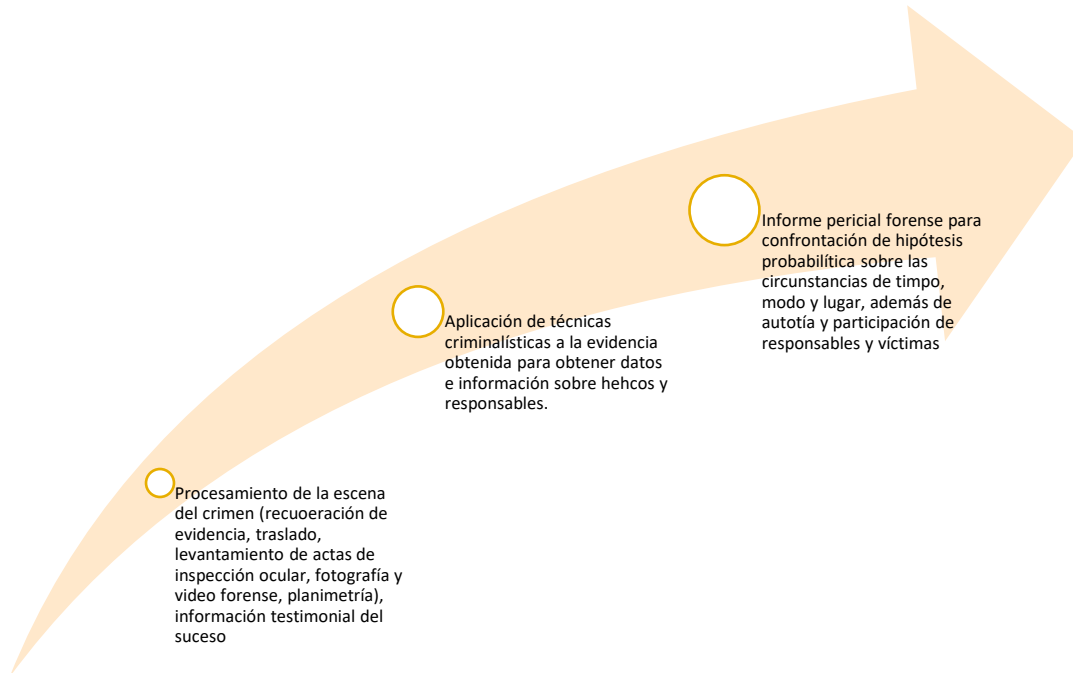 Procesamiento de la escena
del crimen (recuoeración de
evidencia, traslado,
levantamiento de actas de
inspección ocular, fotografía y
video forense, planimetría),
información testimonial del
suceso
Aplicación de técnicas
criminalísticas a la evidencia
obtenida para obtener datos
e información sobre hehcos y
responsables.
Informe pericial forense para
confrontación de hipótesis
probabilítica sobre las
circunstancias de timpo,
modo y lugar, además de
autotía y participación de
responsables y víctimas